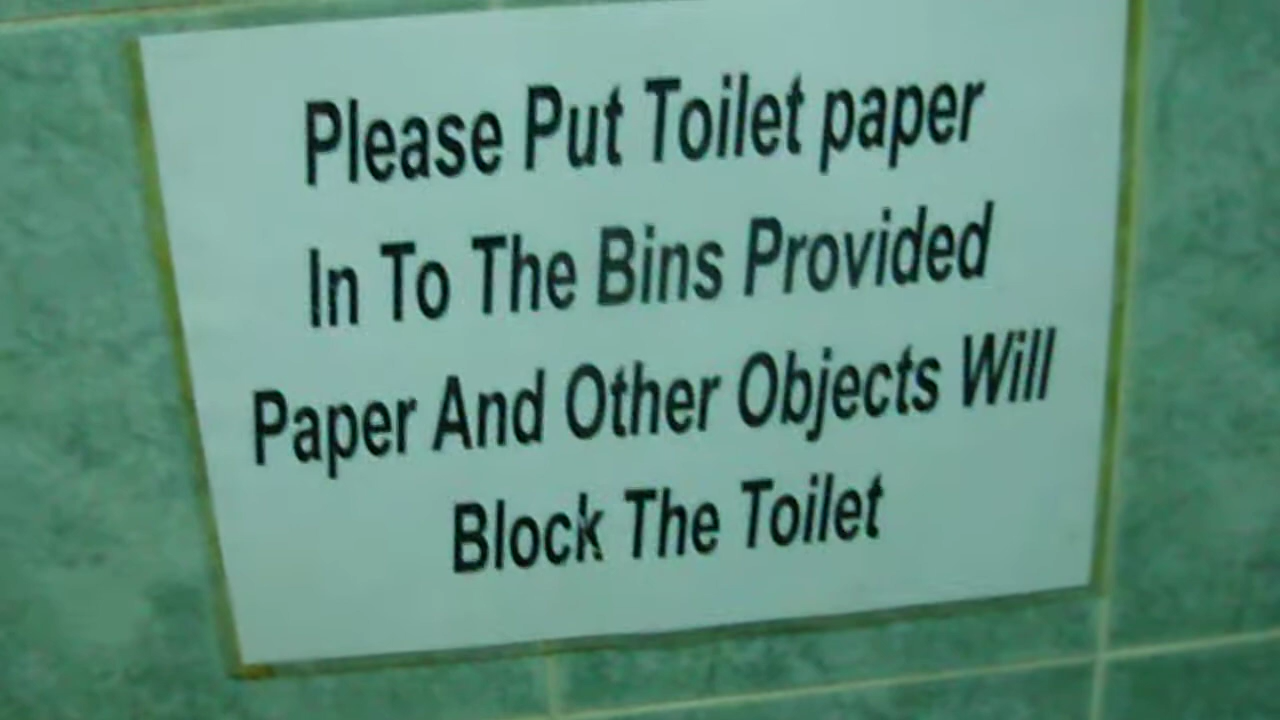 Please Put Toilet paper
In To The Bins Provided
Paper And Other Objects Will
Block The Toilet